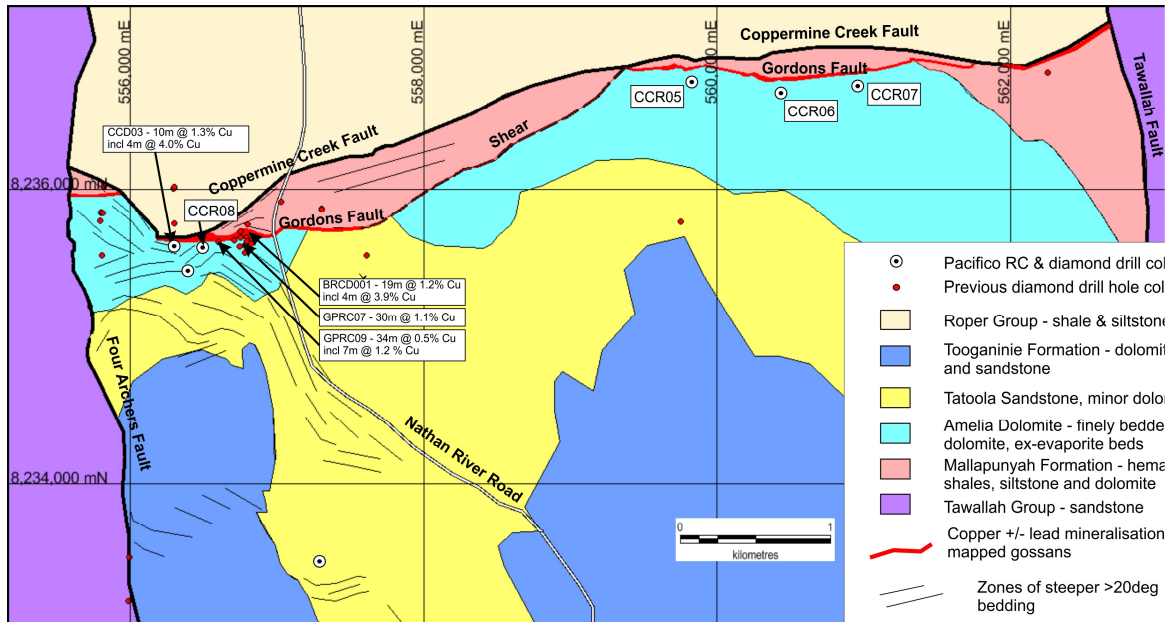 Coppermine Creek Fault
556,000 mE
558,000 mE
560,000 mE
562,000 mE
Gordons Fault
CCR05
CCR06
CCR07
Tawallah Fault
CCD03 - 10m @ 1.3% Cu
incl 4m @ 4.0% Cu
Coppermine Creek Fault
Shear
8,236,000 mN
CCR08
Gordons Fault
BRCD001 - 19m @ 1.2% Cu
incl 4m @ 3.9% Cu
GPRC07 - 30m @ 1.1% Cu
GPRC09 - 34m @ 0.5% Cu
incl 7m @ 1.2 % Cu
Four Archers Fault
Nathan River Road
8,234,000 mN
0 1
kilometres
Pacifico RC & diamond drill col
Previous diamond drill hole col
Roper Group - shale & siltstone
Tooganinie Formation - dolomit
and sandstone
Tatoola Sandstone, minor dolor
Amelia Dolomite - finely bedde
dolomite, ex-evaporite beds
Mallapunyah Formation - hema
shales, siltstone and dolomite
Tawallah Group - sandstone
Copper +/- lead mineralisation
mapped gossans
Zones of steeper >20deg
bedding